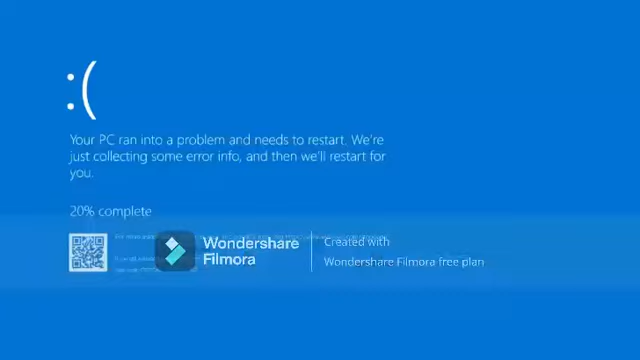 :(
Your PC ran into a problem and needs to restart. We're
just collecting some error info, and then we'll restart for
you.
20% complete
Wondershare
Filmora
Created with
Wondershare Filmora free plan